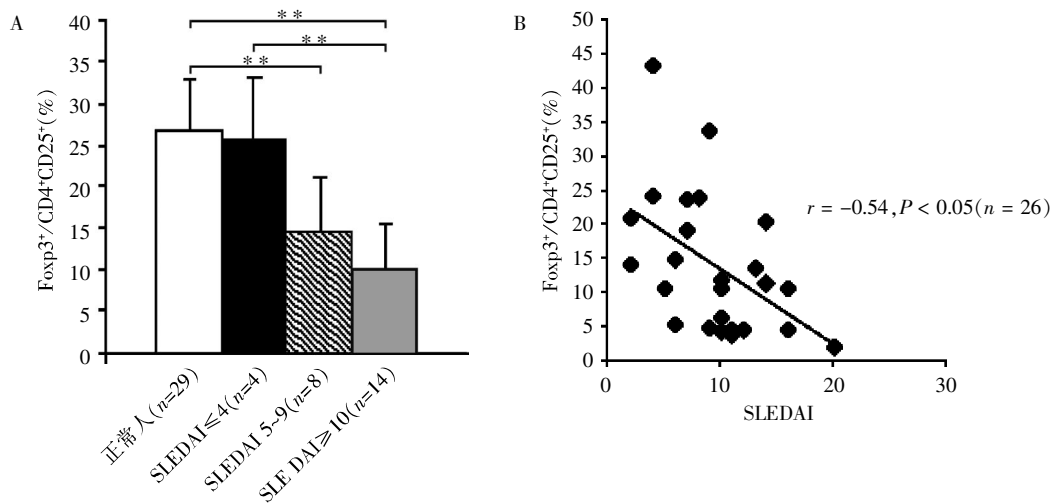 A
Foxp3⁺/CD4⁺CD25⁺(%)
40
35
30
25
20
15
10
5
0
**
**
**
正常人(n=29)
SLEDAI≤4(n=4)
SLEDAI 5~9(n=8)
SLE DAI≥10(n=14)
B
Foxp3⁺/CD4⁺CD25⁺(%)
50
45
40
35
30
25
20
15
10
5
0
r = -0.54,P < 0.05(n = 26)
0
10
20
30
SLEDAI